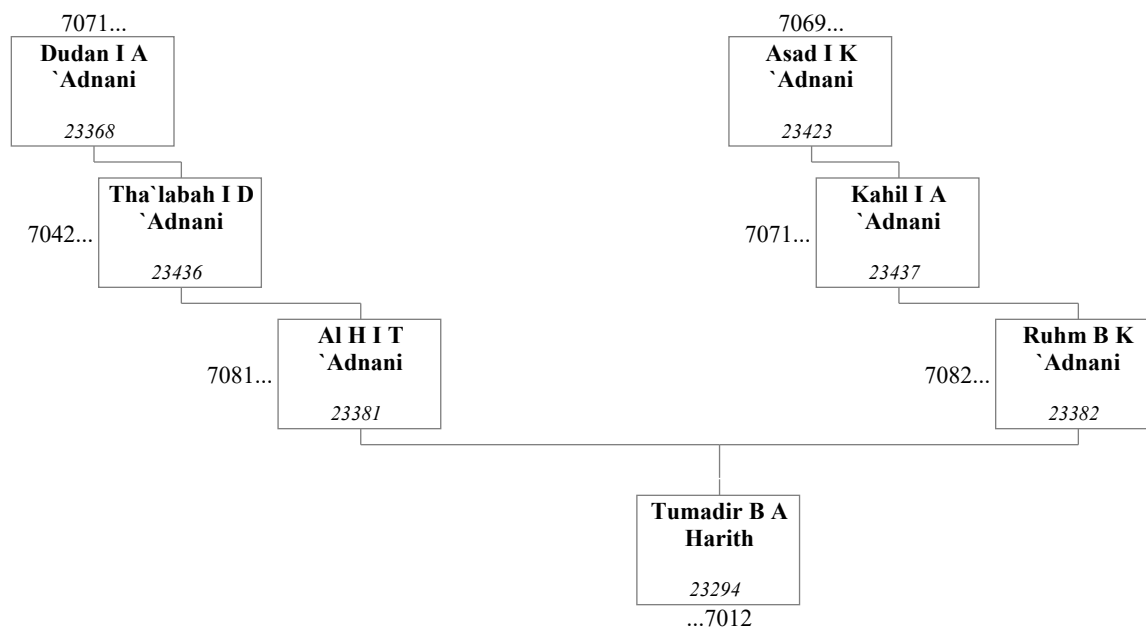 7071...
Dudan I A
`Adnani
23368
7069...
Asad I K
`Adnani
23423
7042...
Tha`labah I D
`Adnani
23436
7071...
Kahil I A
`Adnani
23437
7081...
Al H I T
`Adnani
23381
7082...
Ruhm B K
`Adnani
23382
Tumadir B A
Harith
23294
...7012